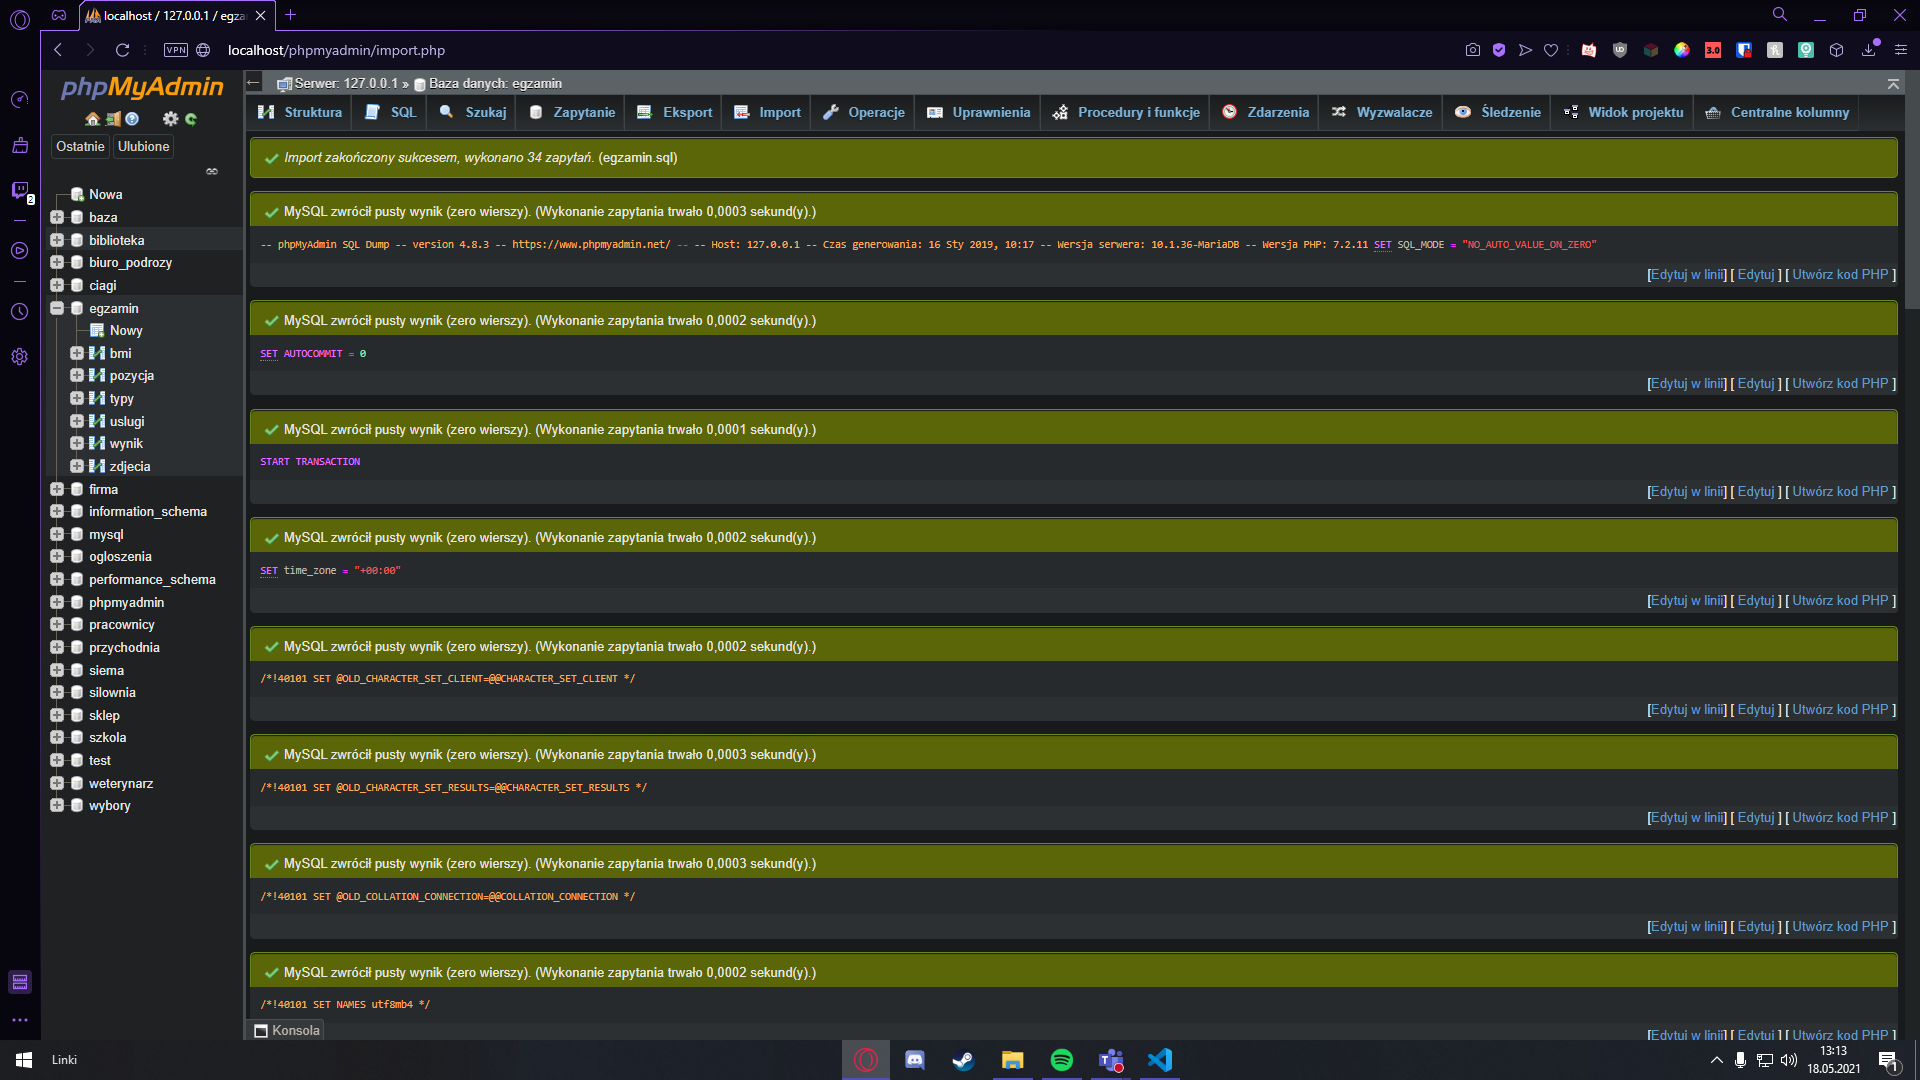 localhost / 127.0.0.1 / egza
VPN
localhost/phpmyadmin/import.php
3.0
phpMyAdmin
Ostatnie
Ulubione
Nowa
baza
biblioteka
biuro_podrozy
ciagi
egzamin
Nowy
bmi
pozycja
typy
uslugi
wynik
zdjecia
firma
information_schema
mysql
ogloszenia
performance_schema
phpmyadmin
pracownicy
przychodnia
siema
silownia
sklep
szkola
test
weterynarz
wybory
2
Serwer: 127.0.0.1 » Baza danych: egzamin
Struktura SQL Szukaj Zapytanie Eksport Import Operacje Uprawnienia Procedury i funkcje Zdarzenia Wyzwalacze Śledzenie Widok projektu Centralne kolumny
Import zakończony sukcesem, wykonano 34 zapytań. (egzamin.sql)
MySQL zwrócił pusty wynik (zero wierszy). (Wykonanie zapytania trwało 0,0003 sekund(y).)
-- phpMyAdmin SQL Dump -- version 4.8.3 -- https://www.phpmyadmin.net/ -- -- Host: 127.0.0.1 -- Czas generowania: 16 Sty 2019, 10:17 -- Wersja serwera: 10.1.36-MariaDB -- Wersja PHP: 7.2.11 SET SQL_MODE = "NO_AUTO_VALUE_ON_ZERO"
[Edytuj w linii] [ Edytuj ] [ Utwórz kod PHP ]
MySQL zwrócił pusty wynik (zero wierszy). (Wykonanie zapytania trwało 0,0002 sekund(y).)
SET AUTOCOMMIT = 0
[Edytuj w linii] [ Edytuj ] [ Utwórz kod PHP ]
MySQL zwrócił pusty wynik (zero wierszy). (Wykonanie zapytania trwało 0,0001 sekund(y).)
START TRANSACTION
[Edytuj w linii] [ Edytuj ] [ Utwórz kod PHP ]
MySQL zwrócił pusty wynik (zero wierszy). (Wykonanie zapytania trwało 0,0002 sekund(y).)
SET time_zone = "+00:00"
[Edytuj w linii] [ Edytuj ] [ Utwórz kod PHP ]
MySQL zwrócił pusty wynik (zero wierszy). (Wykonanie zapytania trwało 0,0002 sekund(y).)
/*!40101 SET @OLD_CHARACTER_SET_CLIENT=@@CHARACTER_SET_CLIENT */
[Edytuj w linii] [ Edytuj ] [ Utwórz kod PHP ]
MySQL zwrócił pusty wynik (zero wierszy). (Wykonanie zapytania trwało 0,0003 sekund(y).)
/*!40101 SET @OLD_CHARACTER_SET_RESULTS=@@CHARACTER_SET_RESULTS */
[Edytuj w linii] [ Edytuj ] [ Utwórz kod PHP ]
MySQL zwrócił pusty wynik (zero wierszy). (Wykonanie zapytania trwało 0,0003 sekund(y).)
/*!40101 SET @OLD_COLLATION_CONNECTION=@@COLLATION_CONNECTION */
[Edytuj w linii] [ Edytuj ] [ Utwórz kod PHP ]
MySQL zwrócił pusty wynik (zero wierszy). (Wykonanie zapytania trwało 0,0002 sekund(y).)
/*!40101 SET NAMES utf8mb4 */
[Edytuj w linii] [ Edytuj ] [ Utwórz kod PHP ]
Konsola
Linki
13:13
18.05.2021
1